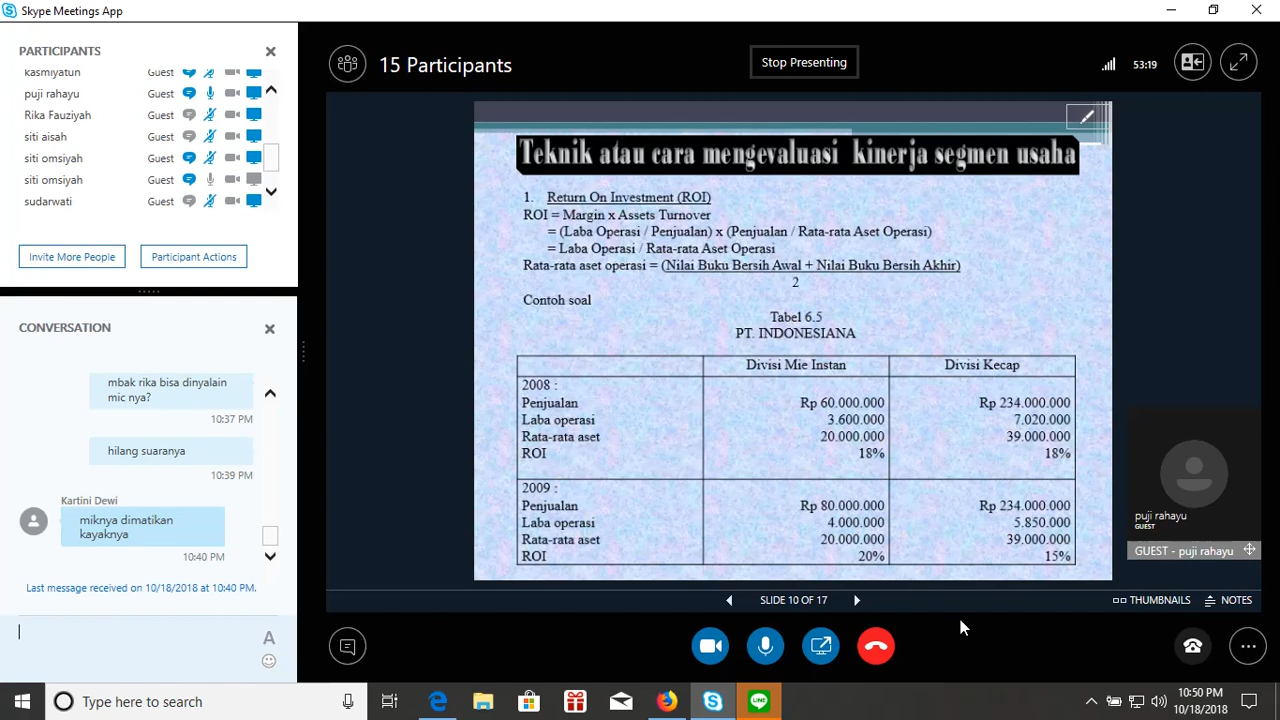 Skype Meetings App
PARTICIPANTS
kasmiyatun Guest
puji rahayu Guest
Rika Fauziyah Guest
siti aisah Guest
siti omsiyah Guest
siti omsiyah Guest
sudarwati Guest
Invite More People Participant Actions
CONVERSATION
mbak rika bisa dinyalain
mic nya?
10:37 PM
hilang suaranya
10:39 PM
Kartini Dewi
miknya dimatikan
kayaknya
10:40 PM
Last message received on 10/18/2018 at 10:40 PM.
A
15 Participants
Stop Presenting
53:19
Teknik atau cara mengevaluasi kinerja segmen usaha
1. Return On Investment (ROI)
ROI = Margin x Assets Turnover
= (Laba Operasi / Penjualan) x (Penjualan / Rata-rata Aset Operasi)
= Laba Operasi / Rata-rata Aset Operasi
Rata-rata aset operasi = (Nilai Buku Bersih Awal + Nilai Buku Bersih Akhir)
2
Contoh soal
Tabel 6.5
PT. INDONESIANA
Divisi Mie Instan Divisi Kecap
2008 :
Penjualan Rp 60.000.000 Rp 234.000.000
Laba operasi 3.600.000 7.020.000
Rata-rata aset 20.000.000 39.000.000
ROI 18% 18%
2009 :
Penjualan Rp 80.000.000 Rp 234.000.000
Laba operasi 4.000.000 5.850.000
Rata-rata aset 20.000.000 39.000.000
ROI 20% 15%
puji rahayu
GUEST
GUEST - puji rahayu
SLIDE 10 OF 17
THUMBNAILS NOTES
Type here to search
LINE
10:50 PM
10/18/2018